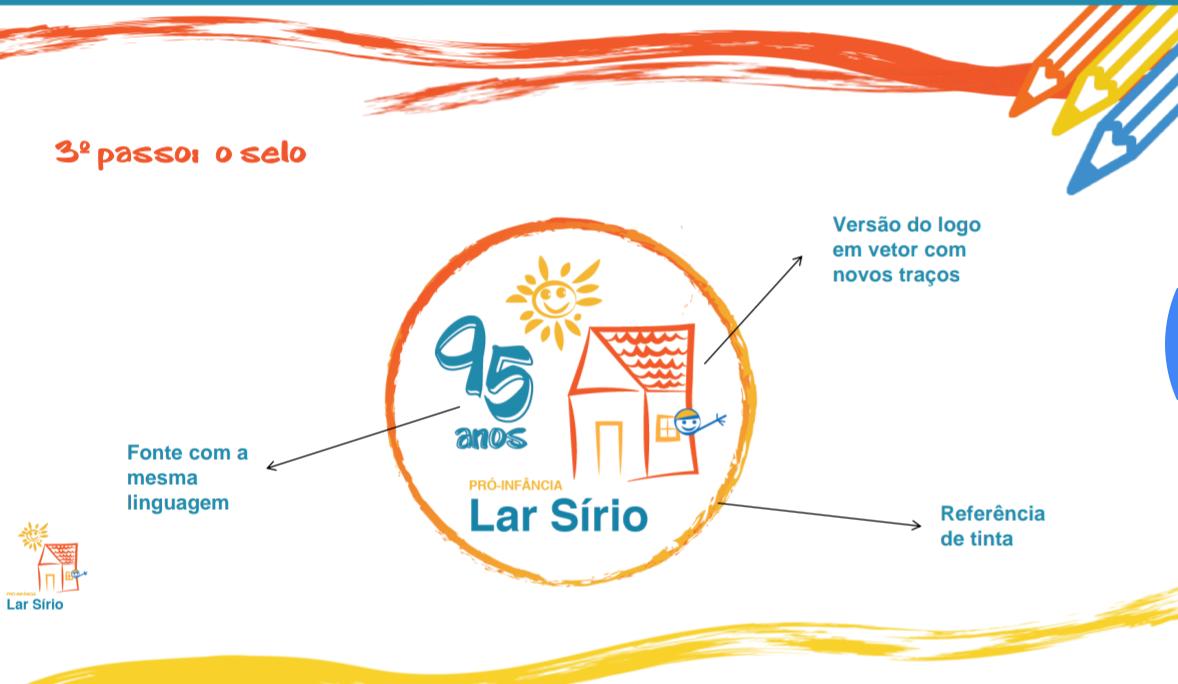 3º passo: o selo
Versão do logo
em vetor com
novos traços
95
anos
Fonte com a
mesma
linguagem
PRÓ-INFÂNCIA
Lar Sírio
Referência
de tinta
PRÓ-INFÂNCIA
Lar Sírio